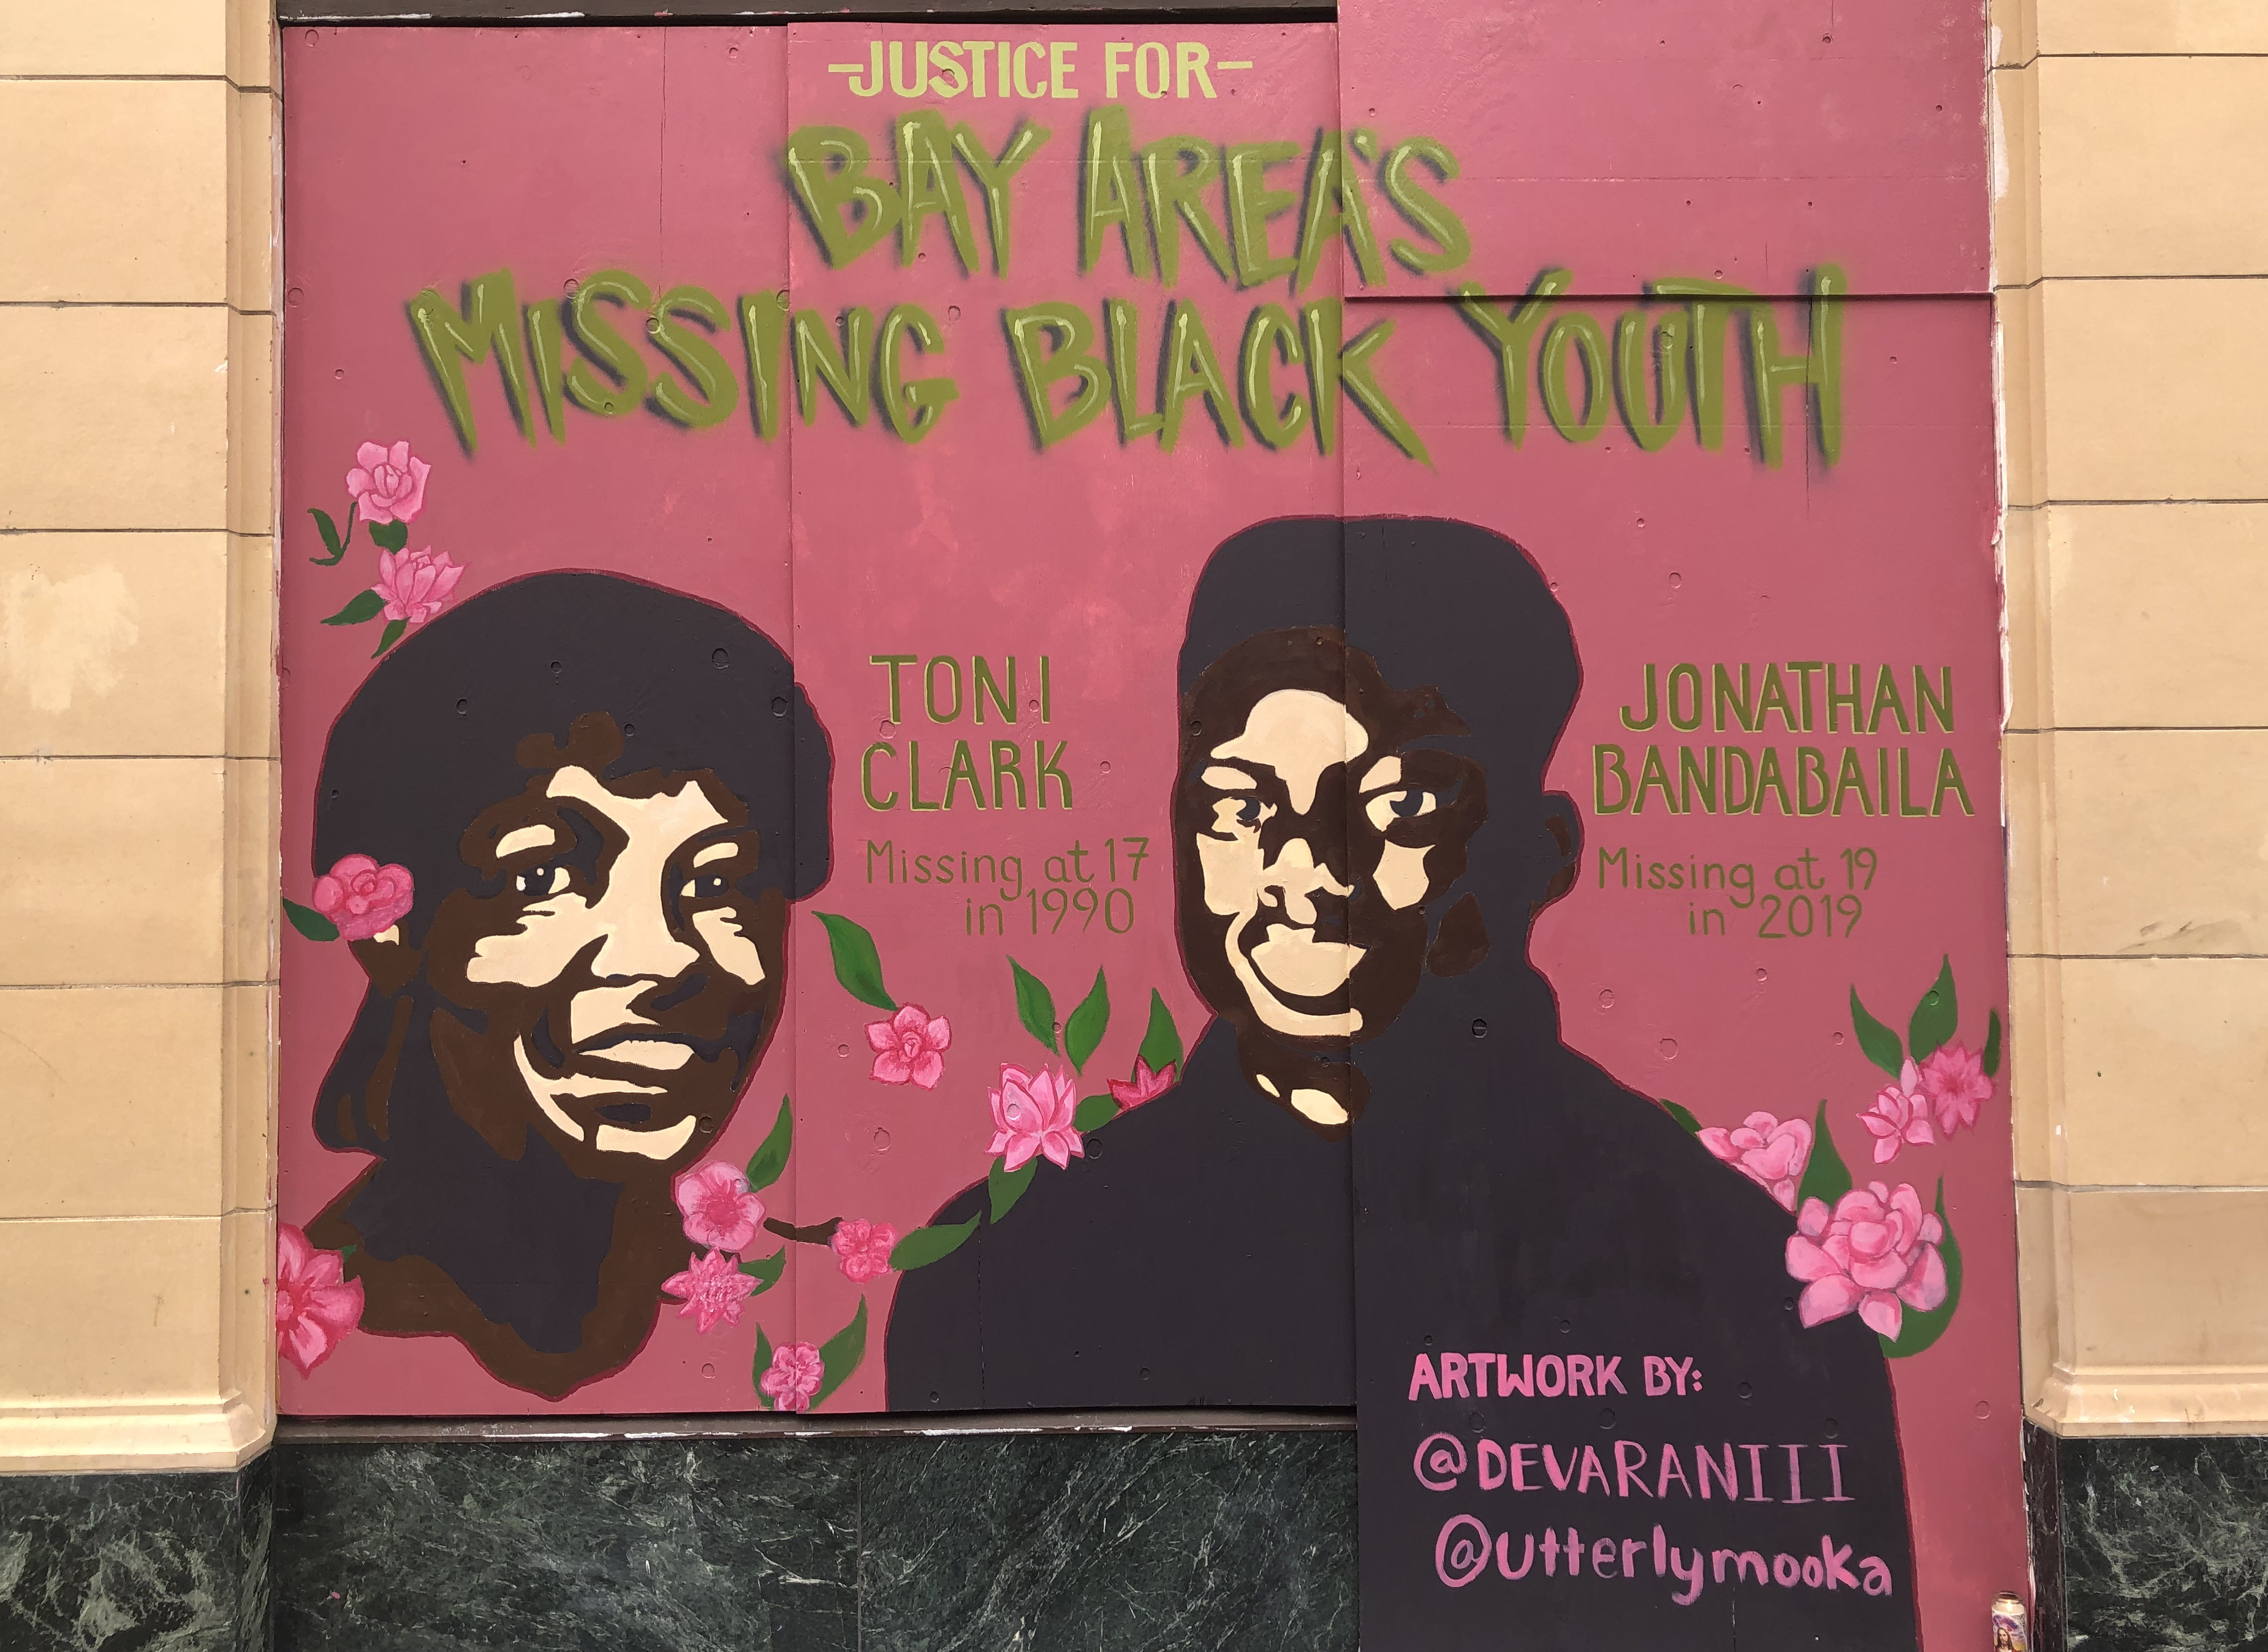 -JUSTICE FOR-
BAY AREA'S
MISSING BLACK YOUTH
TONI
CLARK
Missing at 17
in 1990
JONATHAN
BANDABAILA
Missing at 19
in 2019
ARTWORK BY:
@DEVARANIII
@utterlymooka